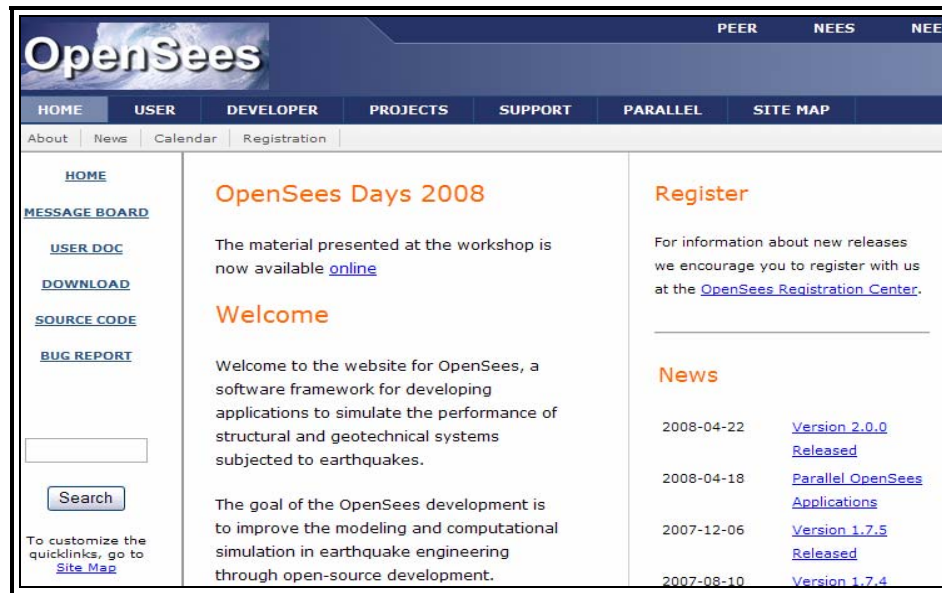 PEER NEES NEE
OpenSees
HOME USER DEVELOPER PROJECTS SUPPORT PARALLEL SITE MAP
About News Calendar Registration
HOME
MESSAGE BOARD
USER DOC
DOWNLOAD
SOURCE CODE
BUG REPORT
Search
To customize the
quicklinks, go to
Site Map
OpenSees Days 2008
The material presented at the workshop is
now available online
Welcome
Welcome to the website for OpenSees, a
software framework for developing
applications to simulate the performance of
structural and geotechnical systems
subjected to earthquakes.
The goal of the OpenSees development is
to improve the modeling and computational
simulation in earthquake engineering
through open-source development.
Register
For information about new releases
we encourage you to register with us
at the OpenSees Registration Center.
News
2008-04-22 Version 2.0.0
Released
2008-04-18 Parallel OpenSees
Applications
2007-12-06 Version 1.7.5
Released
2007-08-10 Version 1.7.4